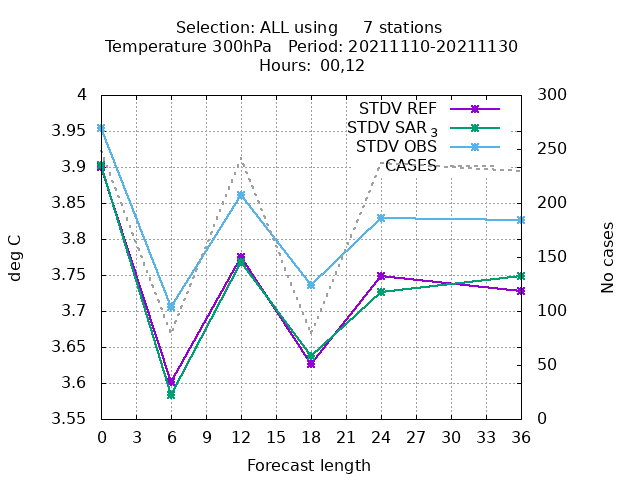 Selection: ALL using 7 stations
Temperature 300hPa Period: 20211110-20211130
Hours: 00,12
4
3.95
3.9
3.85
3.8
3.75
3.7
3.65
3.6
3.55
deg C
STDV REF
STDV SAR3
STDV OBS
CASES
300
250
200
150
100
50
0
No cases
0 3 6 9 12 15 18 21 24 27 30 33 36
Forecast length